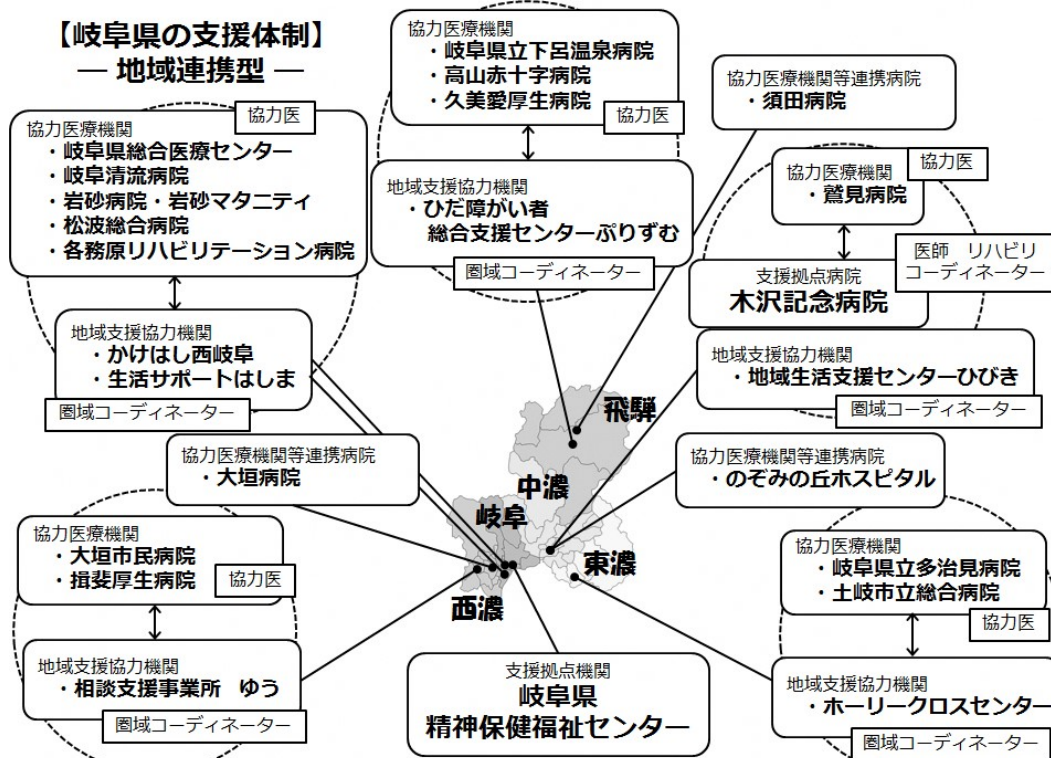 【岐阜県の支援体制】
― 地域連携型 ―
協力医療機関
・岐阜県立下呂温泉病院
・高山赤十字病院
・久美愛厚生病院
協力医
地域支援協力機関
・ひだ障がい者
総合支援センターぷりずむ
圏域コーディネーター
協力医療機関等連携病院
・須田病院
協力医
協力医療機関
・岐阜県総合医療センター
・岐阜清流病院
・岩砂病院・岩砂マタニティ
・松波総合病院
・各務原リハビリテーション病院
地域支援協力機関
・かけはし西岐阜
・生活サポートはしま
圏域コーディネーター
協力医療機関
・鷲見病院
協力医
医師　リハビリ
コーディネーター
支援拠点病院
木沢記念病院
地域支援協力機関
・地域生活支援センターひびき
圏域コーディネーター
協力医療機関等連携病院
・大垣病院
協力医療機関等連携病院
・のぞみの丘ホスピタル
飛騨
中濃
岐阜
東濃
西濃
協力医療機関
・大垣市民病院
・揖斐厚生病院
協力医
地域支援協力機関
・相談支援事業所　ゆう
圏域コーディネーター
支援拠点機関
岐阜県
精神保健福祉センター
協力医療機関
・岐阜県立多治見病院
・土岐市立総合病院
協力医
地域支援協力機関
・ホーリークロスセンター
圏域コーディネーター